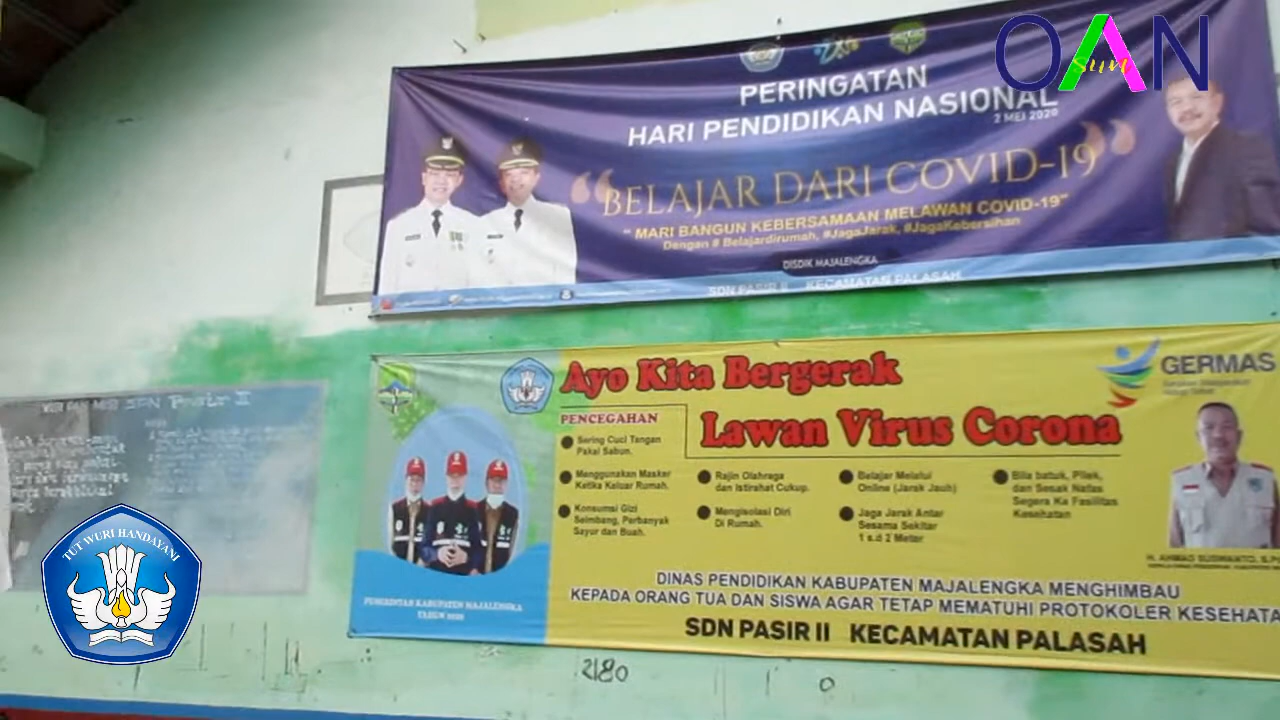 OAN
Sun
PERINGATAN
HARI PENDIDIKAN NASIONAL
2 MEI 2020
“BELAJAR DARI COVID-19”
“ MARI BANGUN KEBERSAMAAN MELAWAN COVID-19”
Dengan # Belajardirumah, #JagaJarak, #JagaKebersihan
DISDIK MAJALENGKA
SDN PASIR II KECAMATAN PALASAH
Ayo Kita Bergerak
Lawan Virus Corona
GERMAS
PENCEGAHAN
Sering Cuci Tangan
Pakai Sabun.
Menggunakan Masker
Ketika Keluar Rumah.
Konsumsi Gizi
Seimbang, Perbanyak
Sayur dan Buah.
Rajin Olahraga
dan Istirahat Cukup.
Mengisolasi Diri
Di Rumah.
Belajar Melalui
Online (Jarak Jauh)
Jaga Jarak Antar
Sesama Sekitar
1 s.d 2 Meter
Bila batuk, Pilek,
dan Sesak Nafas
Segera Ke Fasilitas
Kesehatan
PEMERINTAH KABUPATEN MAJALENGKA
TAHUN 2020
DINAS PENDIDIKAN KABUPATEN MAJALENGKA MENGHIMBAU
KEPADA ORANG TUA DAN SISWA AGAR TETAP MEMATUHI PROTOKOLER KESEHATA
SDN PASIR II KECAMATAN PALASAH
TUT WURI HANDAYANI
2180